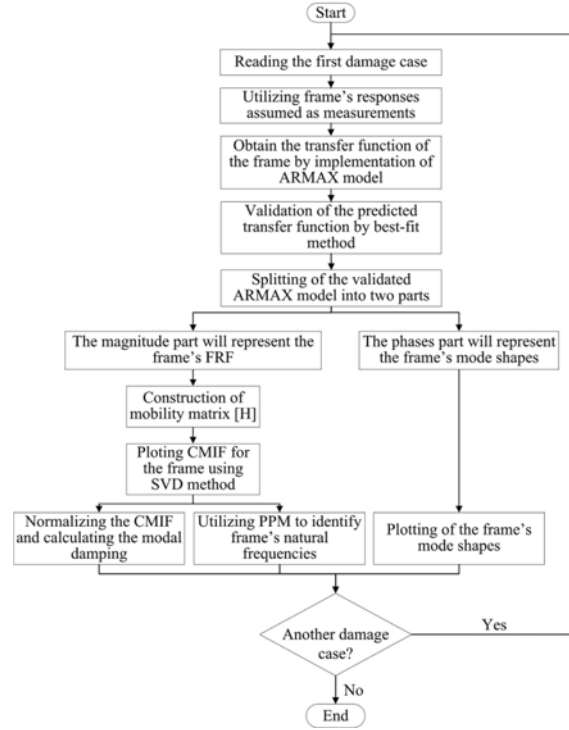 Start
Reading the first damage case
Utilizing frame's responses
assumed as measurements
Obtain the transfer function of
the frame by implementation of
ARMAX model
Validation of the predicted
transfer function by best-fit
method
Splitting of the validated
ARMAX model into two parts
The magnitude part will represent the
frame's FRF
The phases part will represent
the frame's mode shapes
Construction of
mobility matrix [H]
Ploting CMIF for
the frame using
SVD method
Normalizing the CMIF
and calculating the modal
damping
Utilizing PPM to identify
frame's natural
frequencies
Plotting of the frame's
mode shapes
Another damage
case?
Yes
No
End